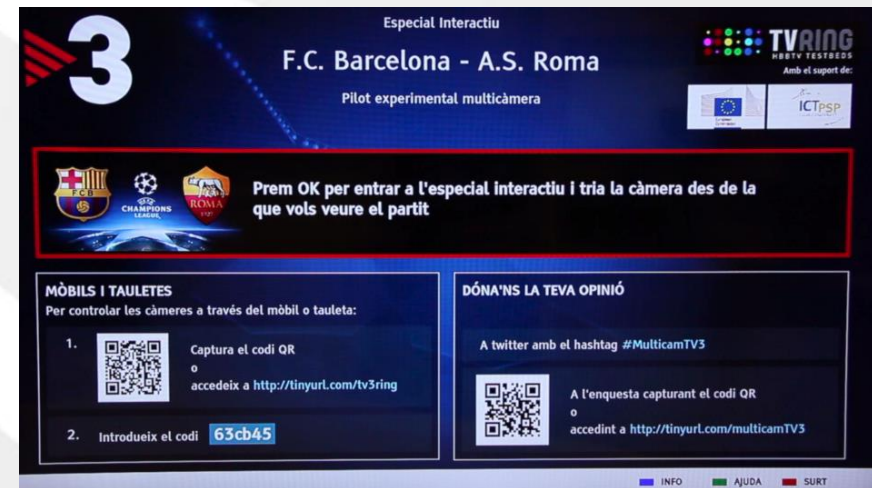 3
Especial Interactiu
F.C. Barcelona - A.S. Roma
Pilot experimental multicàmera
TVRING
HBBTV TESTBEDS
Amb el suport de:
ICTPSP
FCB
CHAMPIONS
LEAGUE
ROMA
Prem OK per entrar a l'especial interactiu i tria la càmera des de la
que vols veure el partit
MÒBILS I TAULETES
Per controlar les càmeres a través del mòbil o tauleta:
1.
Captura el codi QR
o
accedeix a http://tinyurl.com/tv3ring
2. Introdueix el codi 63cb45
DÓNA'NS LA TEVA OPINIÓ
A twitter amb el hashtag #MulticamTV3
A l'enquesta capturant el codi QR
o
accedint a http://tinyurl.com/multicamTV3
INFO AJUDA SURT